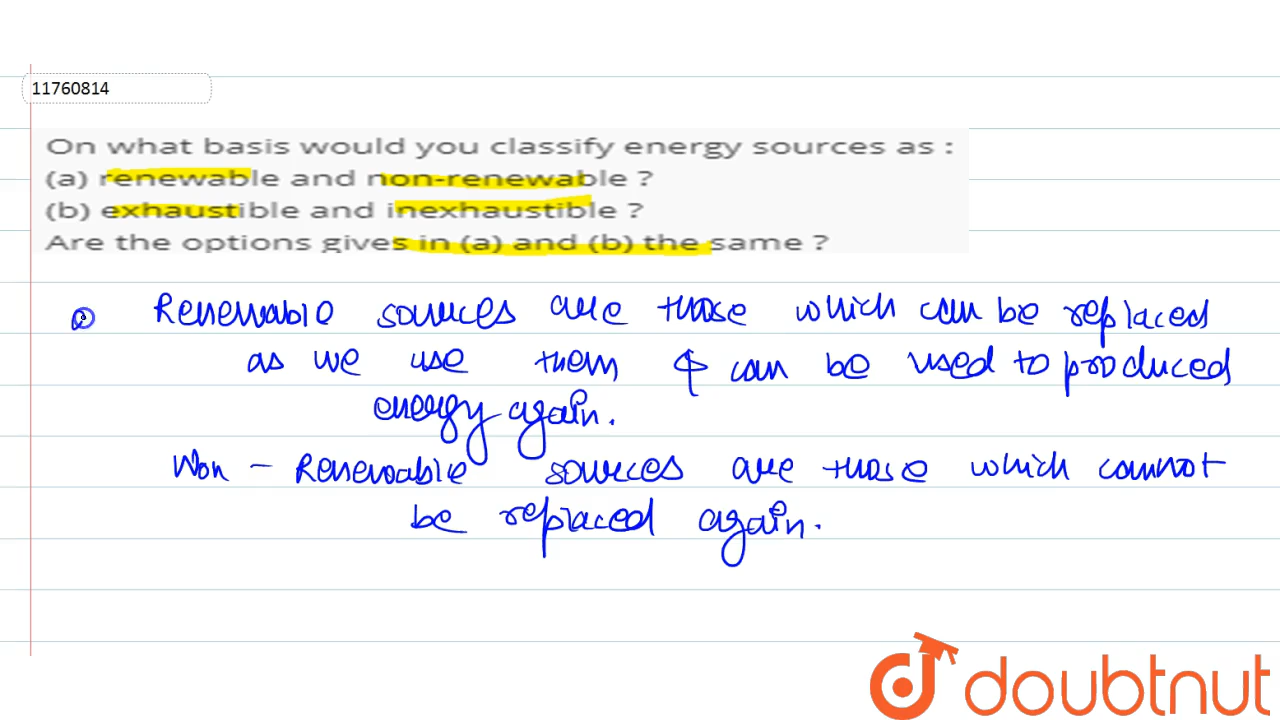 11760814
On what basis would you classify energy sources as :
(a) renewable and non-renewable ?
(b) exhaustible and inexhaustible ?
Are the options gives in (a) and (b) the same ?
Renewable sources are those which can be replaced
as we use them & can be used to produced
energy again.
Non - Renewable sources are those which cannot
be replaced again.
doubtnut